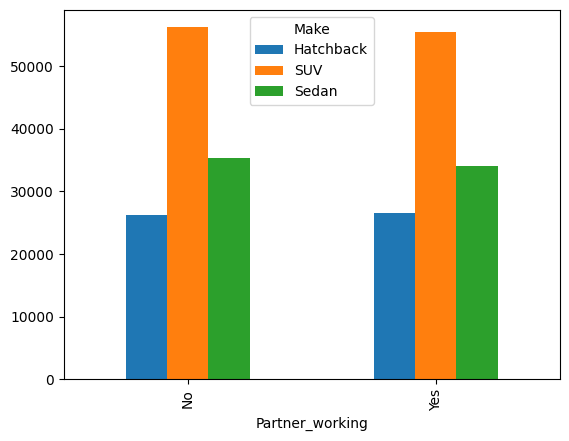 Make
Hatchback
SUV
Sedan
50000
40000
30000
20000
10000
0
No
Yes
Partner_working